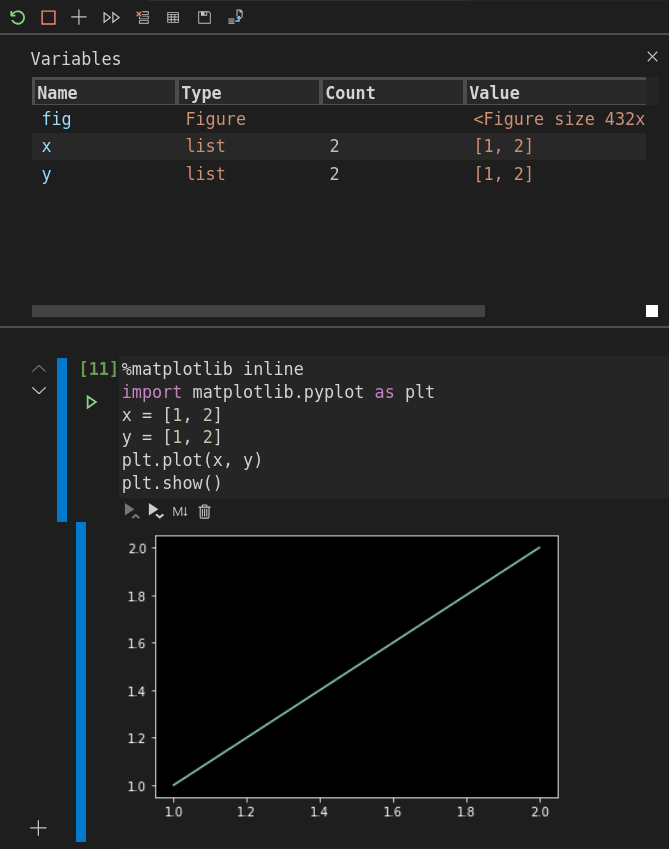 Variables
Name Type Count Value
fig Figure <Figure size 432x
x list 2 [1, 2]
y list 2 [1, 2]
[11] %matplotlib inline
import matplotlib.pyplot as plt
x = [1, 2]
y = [1, 2]
plt.plot(x, y)
plt.show()
M↓
2.0
1.8
1.6
1.4
1.2
1.0
1.0 1.2 1.4 1.6 1.8 2.0